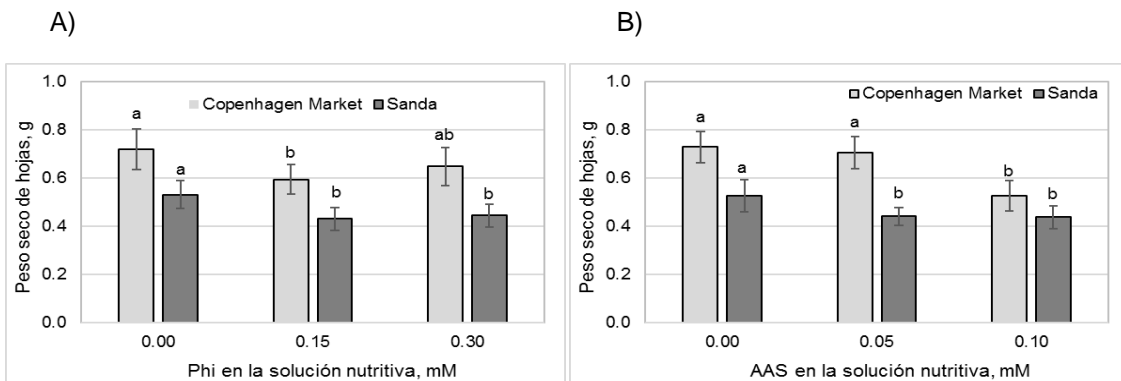 A)
B)
1.0
0.8
0.6
0.4
0.2
0.0
Peso seco de hojas, g
Copenhagen Market Sanda
a
a
b
b
ab
b
0.00 0.15 0.30
Phi en la solución nutritiva, mM
1.0
0.8
0.6
0.4
0.2
0.0
Peso seco de hojas, g
Copenhagen Market Sanda
a
a
a
b
b
b
0.00 0.05 0.10
AAS en la solución nutritiva, mM